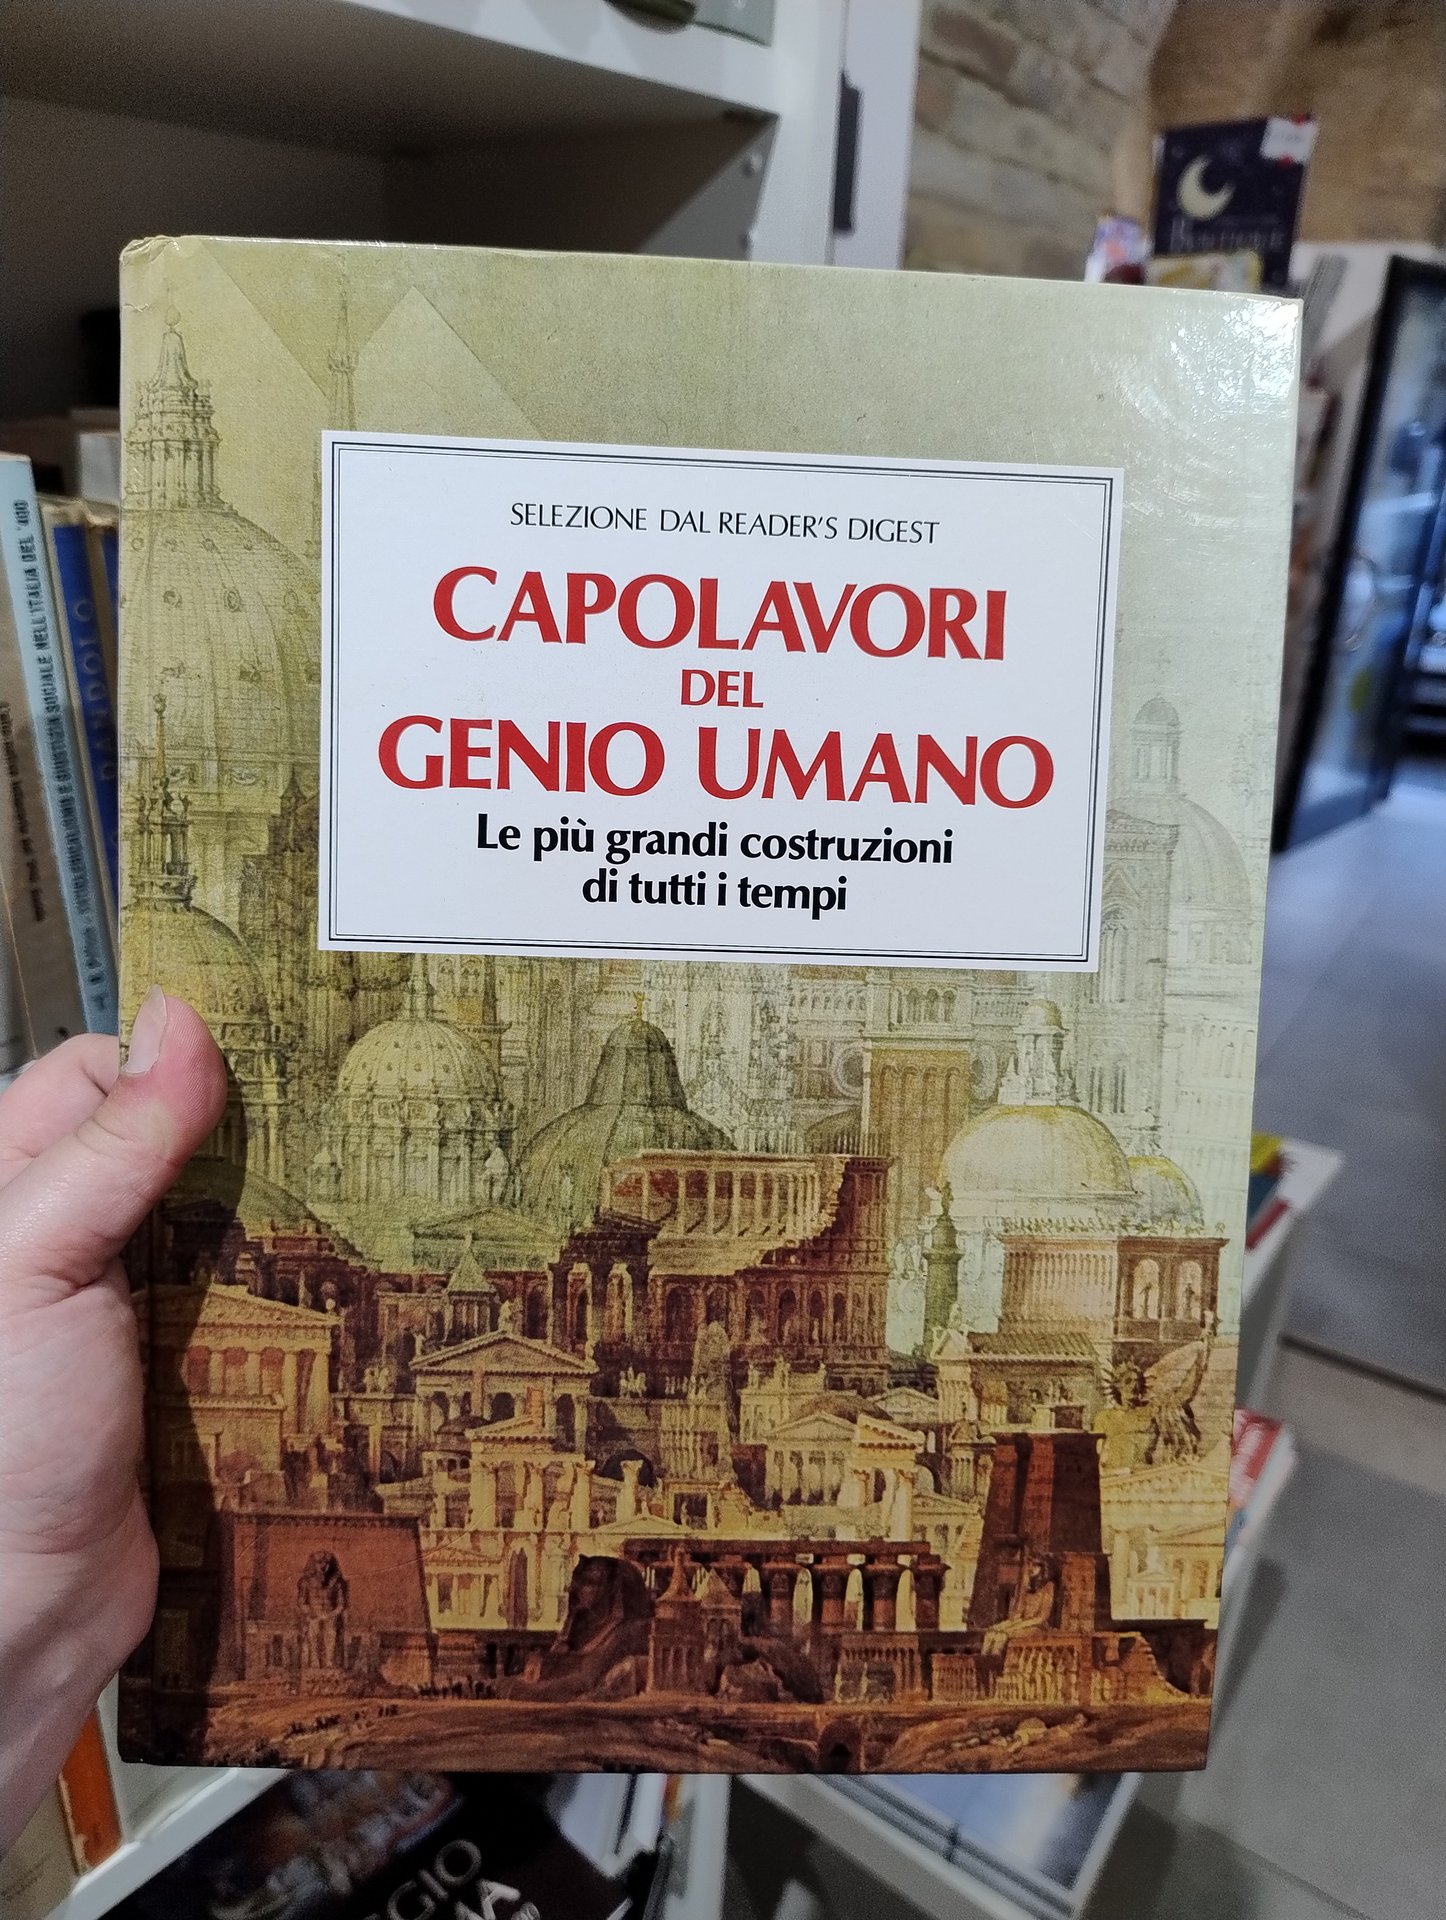 SELEZIONE DAL READER'S DIGEST
CAPOLAVORI
DEL
GENIO UMANO
Le più grandi costruzioni
di tutti i tempi